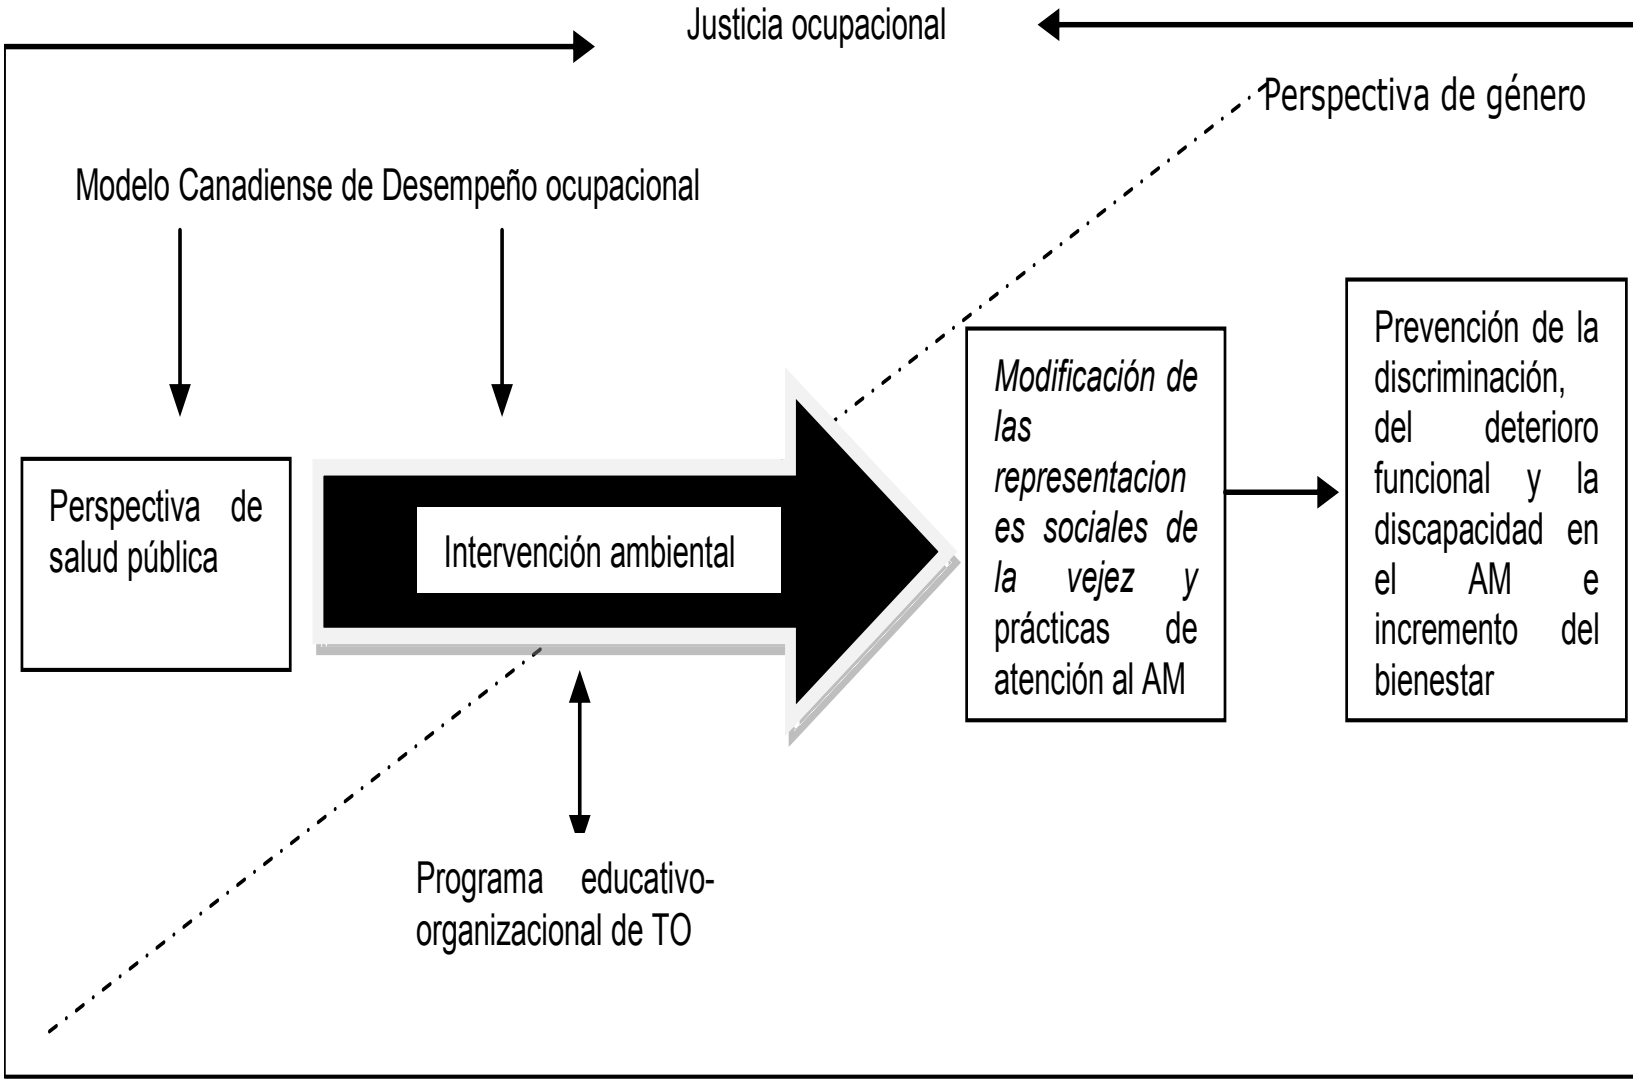 Justicia ocupacional
Perspectiva de género
Modelo Canadiense de Desempeño ocupacional
Perspectiva de
salud pública
Intervención ambiental
Modificación de
las
representacion
es sociales de
la vejez y
prácticas de
atención al AM
Prevención de la
discriminación,
del deterioro
funcional y la
discapacidad en
el AM e
incremento del
bienestar
Programa educativo-
organizacional de TO